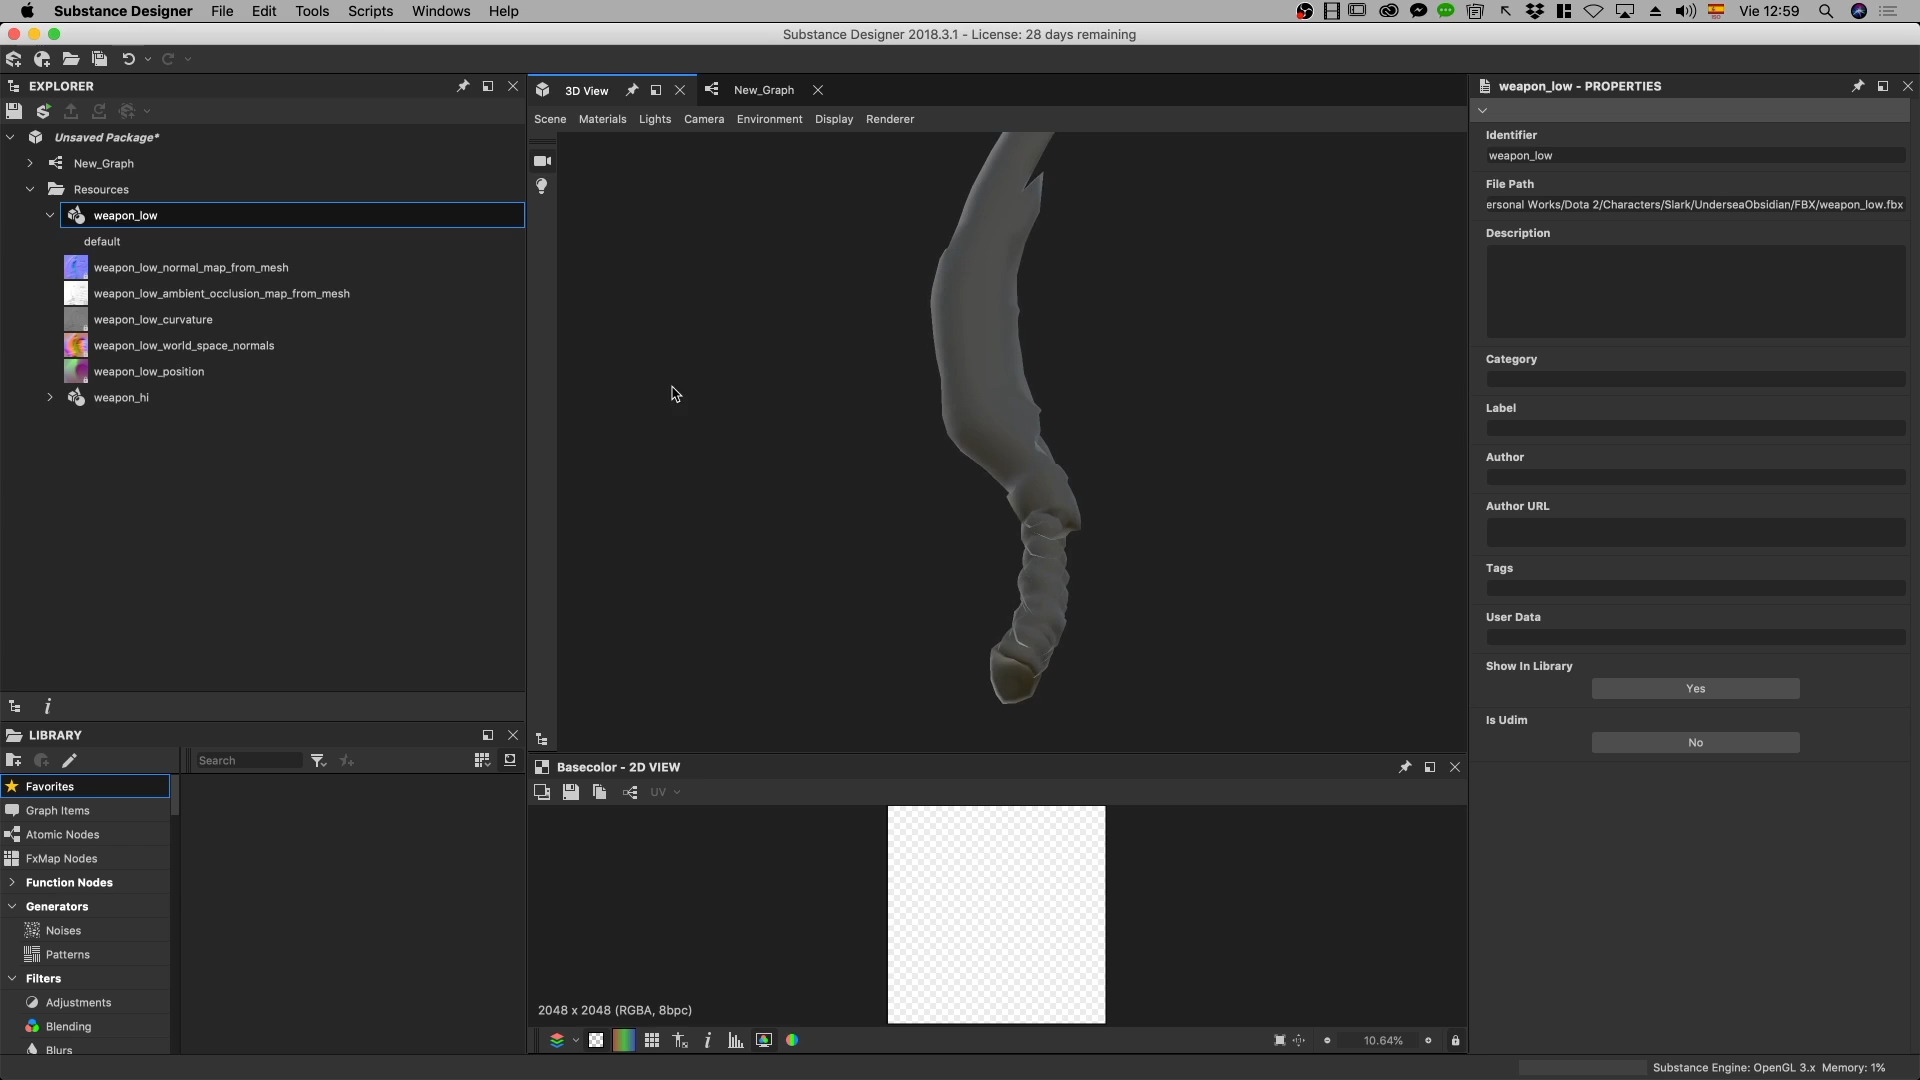 Substance Designer File Edit Tools Scripts Windows Help Vie 12:59
Substance Designer 2018.3.1 - License: 28 days remaining
EXPLORER
Unsaved Package*
New_Graph
Resources
weapon_low
default
weapon_low_normal_map_from_mesh
weapon_low_ambient_occlusion_map_from_mesh
weapon_low_curvature
weapon_low_world_space_normals
weapon_low_position
weapon_hi
LIBRARY
Search
Favorites
Graph Items
Atomic Nodes
FxMap Nodes
Function Nodes
Generators
Noises
Patterns
Filters
Adjustments
Blending
Blurs
3D View New_Graph
Scene Materials Lights Camera Environment Display Renderer
Basecolor - 2D VIEW
UV
2048 x 2048 (RGBA, 8bpc)
10.64%
weapon_low - PROPERTIES
Identifier
weapon_low
File Path
ersonal Works/Dota 2/Characters/Slark/UnderseaObsidian/FBX/weapon_low.fbx
Description
Category
Label
Author
Author URL
Tags
User Data
Show In Library
Yes
Is Udim
No
Substance Engine: OpenGL 3.x Memory: 1%